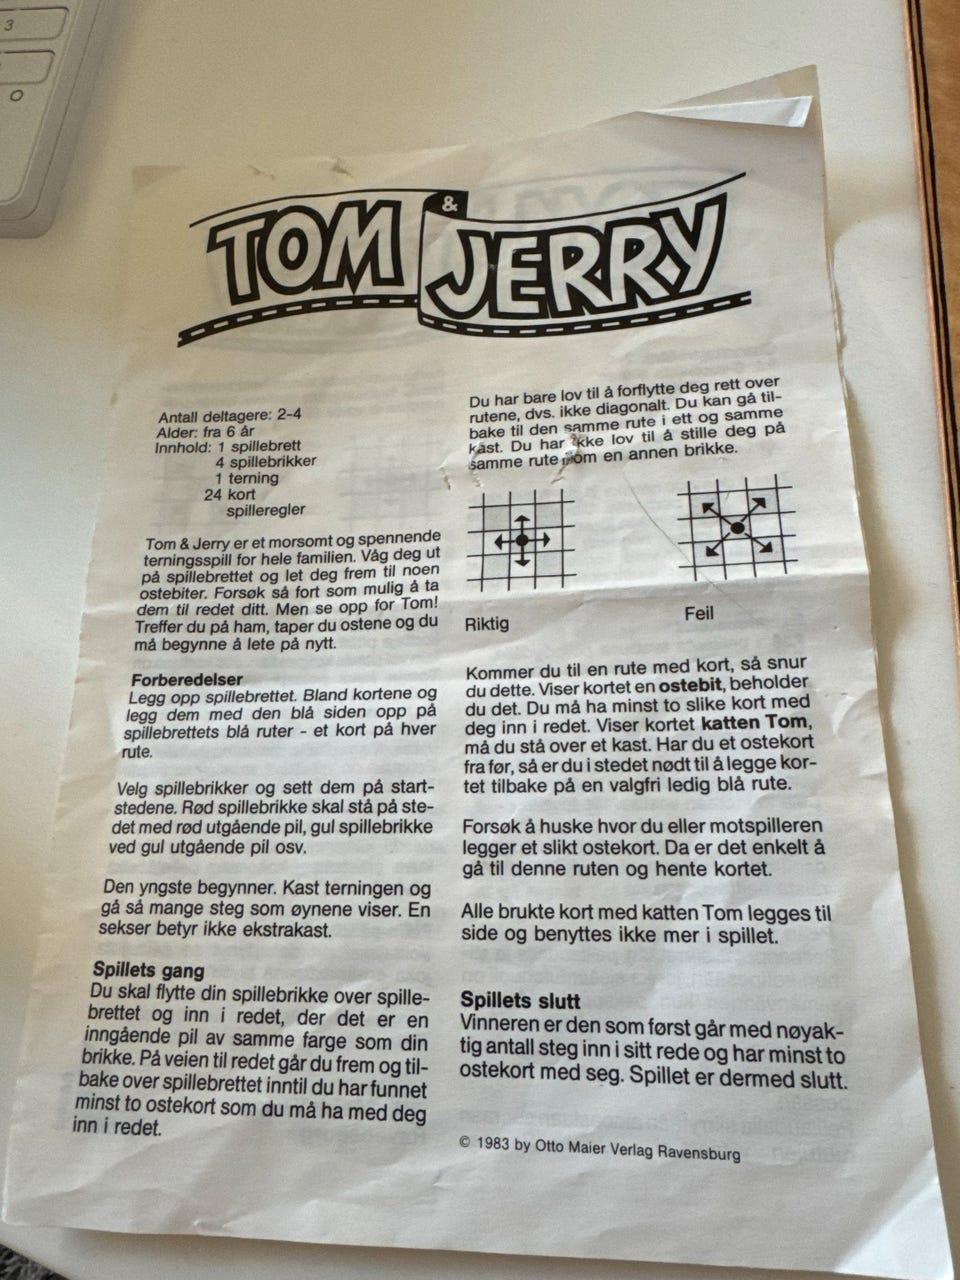 TOM & JERRY
Antall deltagere: 2-4
Alder: fra 6 år
Innhold: 1 spillebrett
4 spillebrikker
1 terning
24 kort
spilleregler
Tom & Jerry er et morsomt og spennende
terningsspill for hele familien. Våg deg ut
på spillebrettet og let deg frem til noen
ostebiter. Forsøk så fort som mulig å ta
dem til redet ditt. Men se opp for Tom!
Treffer du på ham, taper du ostene og du
må begynne å lete på nytt.
Forberedelser
Legg opp spillebrettet. Bland kortene og
legg dem med den blå siden opp på
spillebrettets blå ruter - et kort på hver
rute.
Velg spillebrikker og sett dem på start-
stedene. Rød spillebrikke skal stå på ste-
det med rød utgående pil, gul spillebrikke
ved gul utgående pil osv.
Den yngste begynner. Kast terningen og
gå så mange steg som øynene viser. En
sekser betyr ikke ekstrakast.
Spillets gang
Du skal flytte din spillebrikke over spille-
brettet og inn i redet, der det er en
inngående pil av samme farge som din
brikke. På veien til redet går du frem og til-
bake over spillebrettet inntil du har funnet
minst to ostekort som du må ha med deg
inn i redet.
Du har bare lov til å forflytte deg rett over
rutene, dvs. ikke diagonalt. Du kan gå til-
bake til den samme rute i ett og samme
kast. Du har ikke lov til å stille deg på
samme rute som en annen brikke.
Riktig
Feil
Kommer du til en rute med kort, så snur
du dette. Viser kortet en ostebit, beholder
du det. Du må ha minst to slike kort med
deg inn i redet. Viser kortet katten Tom,
må du stå over et kast. Har du et ostekort
fra før, så er du i stedet nødt til å legge kor-
tet tilbake på en valgfri ledig blå rute.
Forsøk å huske hvor du eller motspilleren
legger et slikt ostekort. Da er det enkelt å
gå til denne ruten og hente kortet.
Alle brukte kort med katten Tom legges til
side og benyttes ikke mer i spillet.
Spillets slutt
Vinneren er den som først går med nøyak-
tig antall steg inn i sitt rede og har minst to
ostekort med seg. Spillet er dermed slutt.
© 1983 by Otto Maier Verlag Ravensburg
3